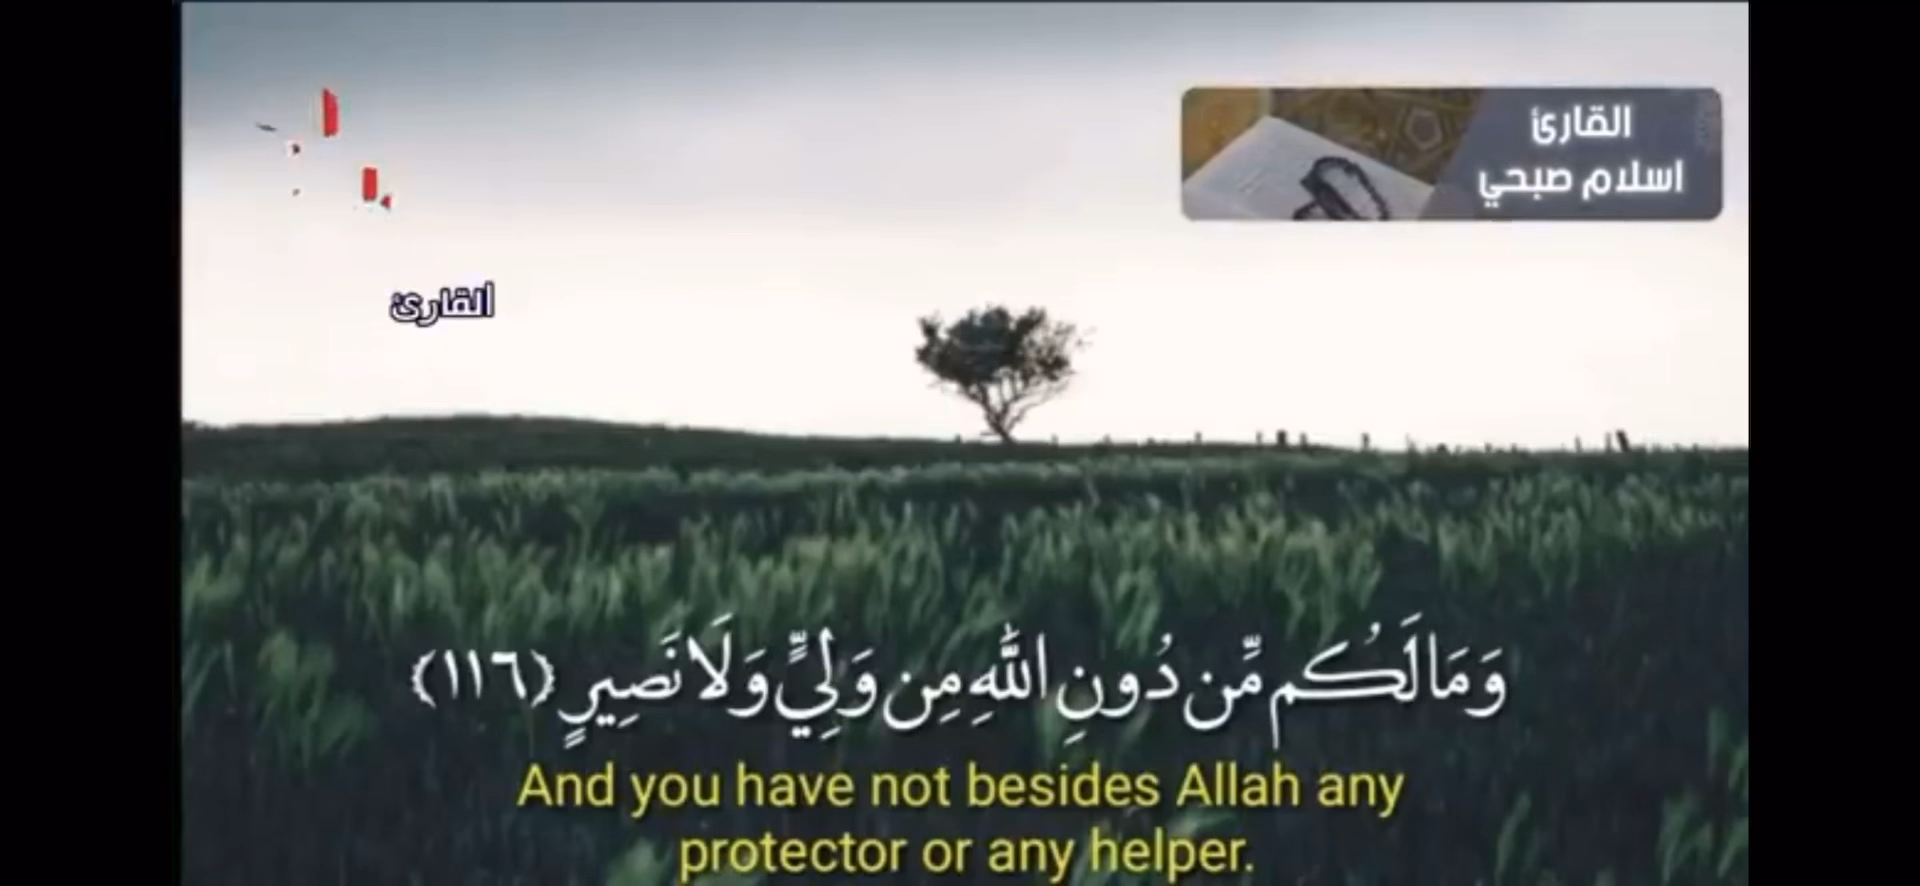 القارئ
اسلام صبحي
القارئ
وَمَا لَكُم مِّن دُونِ اللَّهِ مِن وَلِيٍّ وَلَا نَصِيرٍ (١١٦)
And you have not besides Allah any
protector or any helper.